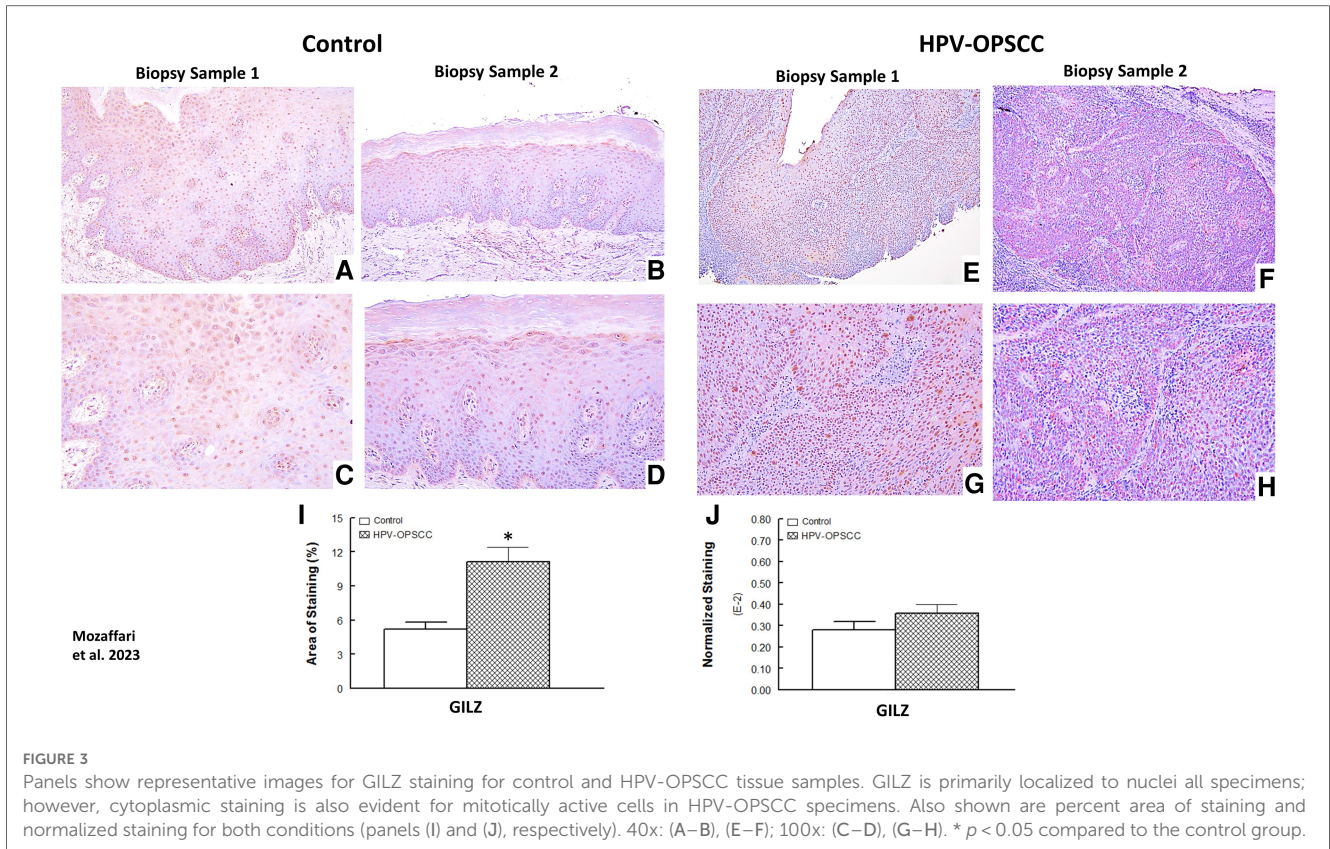 Control
HPV-OPSCC
Biopsy Sample 1
Biopsy Sample 2
Biopsy Sample 1
Biopsy Sample 2
A
B
E
F
C
D
G
H
I
15
12
9
6
3
0
Area of Staining (%)
Control
HPV-OPSCC
*
GILZ
J
0.80
0.70
0.60
0.50
0.40
0.30
0.20
0.10
0.00
Normalized Staining
(E-2)
Control
HPV-OPSCC
GILZ
Mozaffari
et al. 2023
FIGURE 3
Panels show representative images for GILZ staining for control and HPV-OPSCC tissue samples. GILZ is primarily localized to nuclei all specimens;
however, cytoplasmic staining is also evident for mitotically active cells in HPV-OPSCC specimens. Also shown are percent area of staining and
normalized staining for both conditions (panels (I) and (J), respectively). 40x: (A–B), (E–F); 100x: (C–D), (G–H). * p < 0.05 compared to the control group.